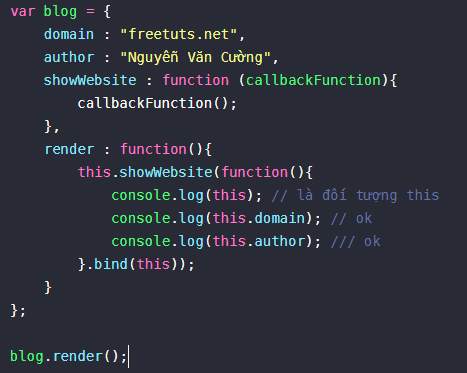 var blog = {
    domain : "freetuts.net",
    author : "Nguyễn Văn Cường",
    showWebsite : function (callbackFunction){
        callbackFunction();
    },
    render : function(){
        this.showWebsite(function(){
            console.log(this); // là đối tượng this
            console.log(this.domain); // ok
            console.log(this.author); /// ok
        }.bind(this));
    }
};

blog.render();